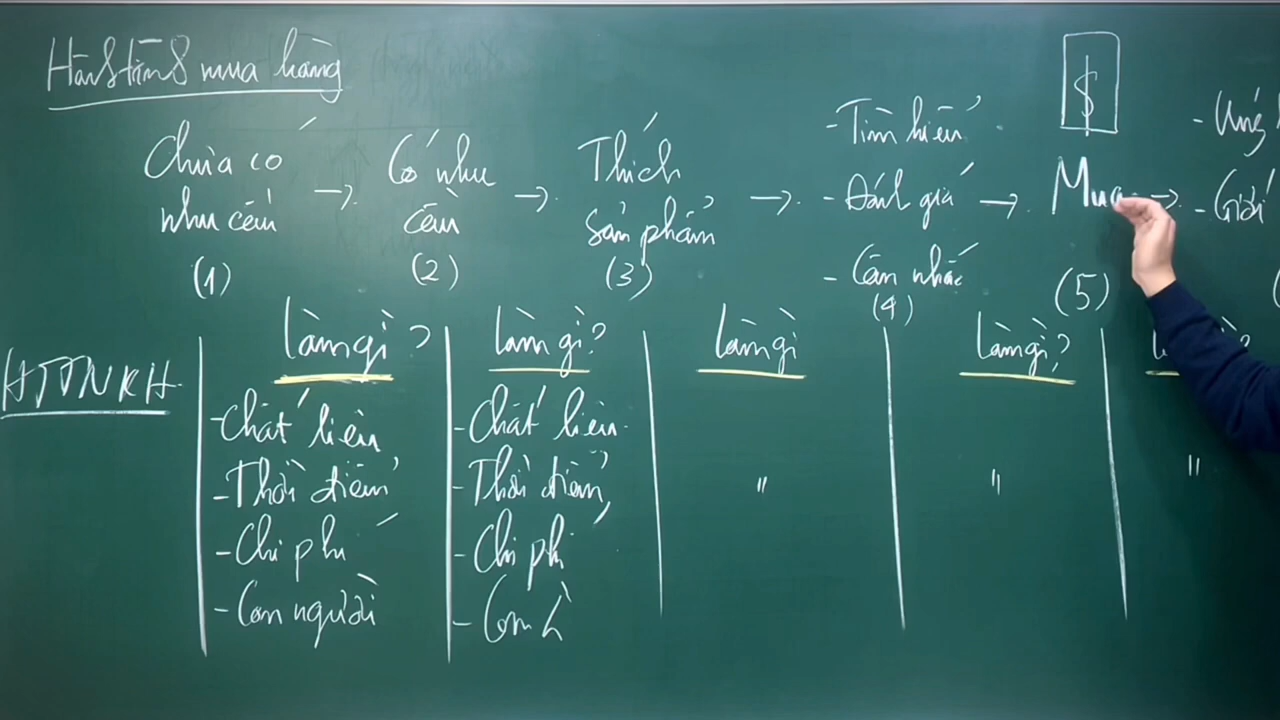 Hành trình mua hàng
Chưa có nhu cầu
(1)
→
Có nhu cầu
(2)
→
Thích sản phẩm
(3)
→
- Tìm hiểu
- Đánh giá
- Cân nhắc
(4)
→
$
Mua
(5)
→
- Ủng
- Giới
HTTNKH
Làm gì?
- Chất liệu
- Thời điểm
- Chi phí
- Con người
Làm gì?
- Chất liệu
- Thời điểm
- Chi phí
- Con
Làm gì
"
Làm gì?
"
"